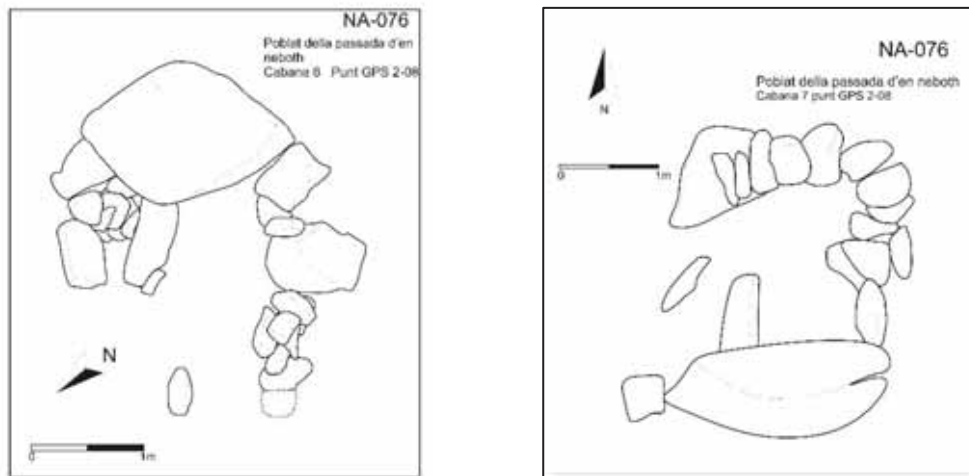 NA-076
Poblat della passada d'en
neboth
Cabana 6 Punt GPS 2-08
N
0 1m
NA-076
Poblat della passada d'en neboth
Cabana 7 punt GPS 2-08
N
0 1m